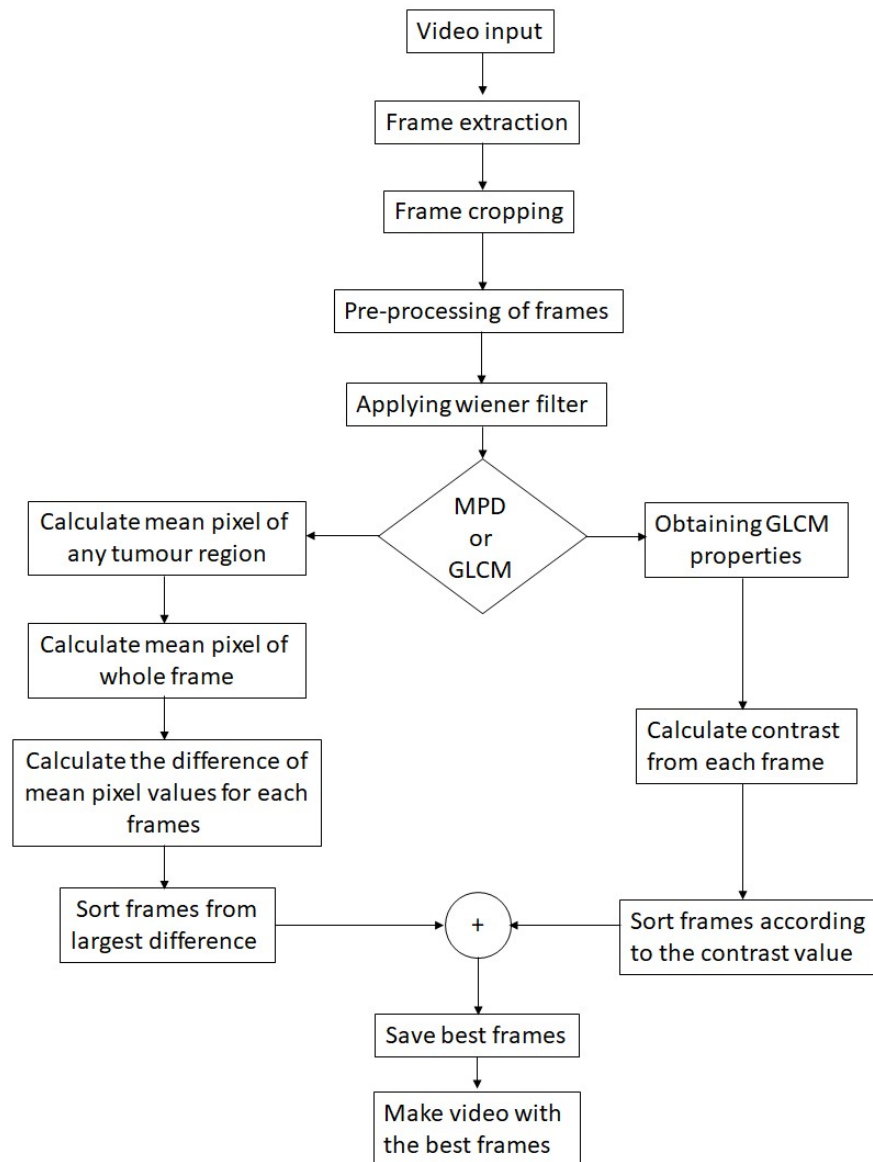 Video input
Frame extraction
Frame cropping
Pre-processing of frames
Applying wiener filter
MPD
or
GLCM
Calculate mean pixel of
any tumour region
Calculate mean pixel of
whole frame
Calculate the difference of
mean pixel values for each
frames
Sort frames from
largest difference
Obtaining GLCM
properties
Calculate contrast
from each frame
Sort frames according
to the contrast value
+
Save best frames
Make video with
the best frames